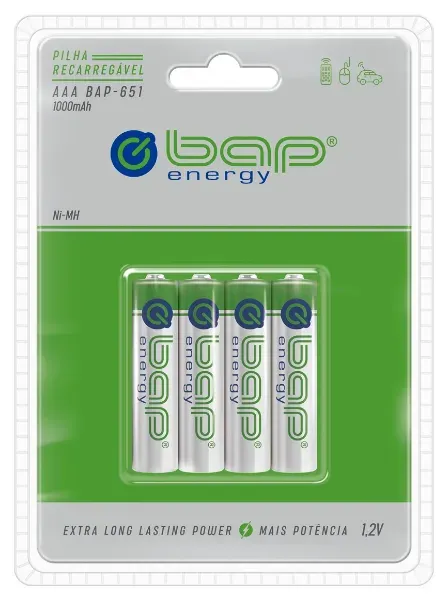 PILHA
RECARREGÁVEL
AAA BAP-651
1000mAh
bap®
energy
Ni-MH
bap®
energy
bap
energy
bap
energy
bap®
energy
EXTRA LONG LASTING POWER MAIS POTÊNCIA 1,2V